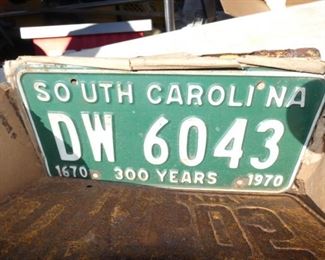 SOUTH CAROLINA
DW 6043
1670 300 YEARS 1970